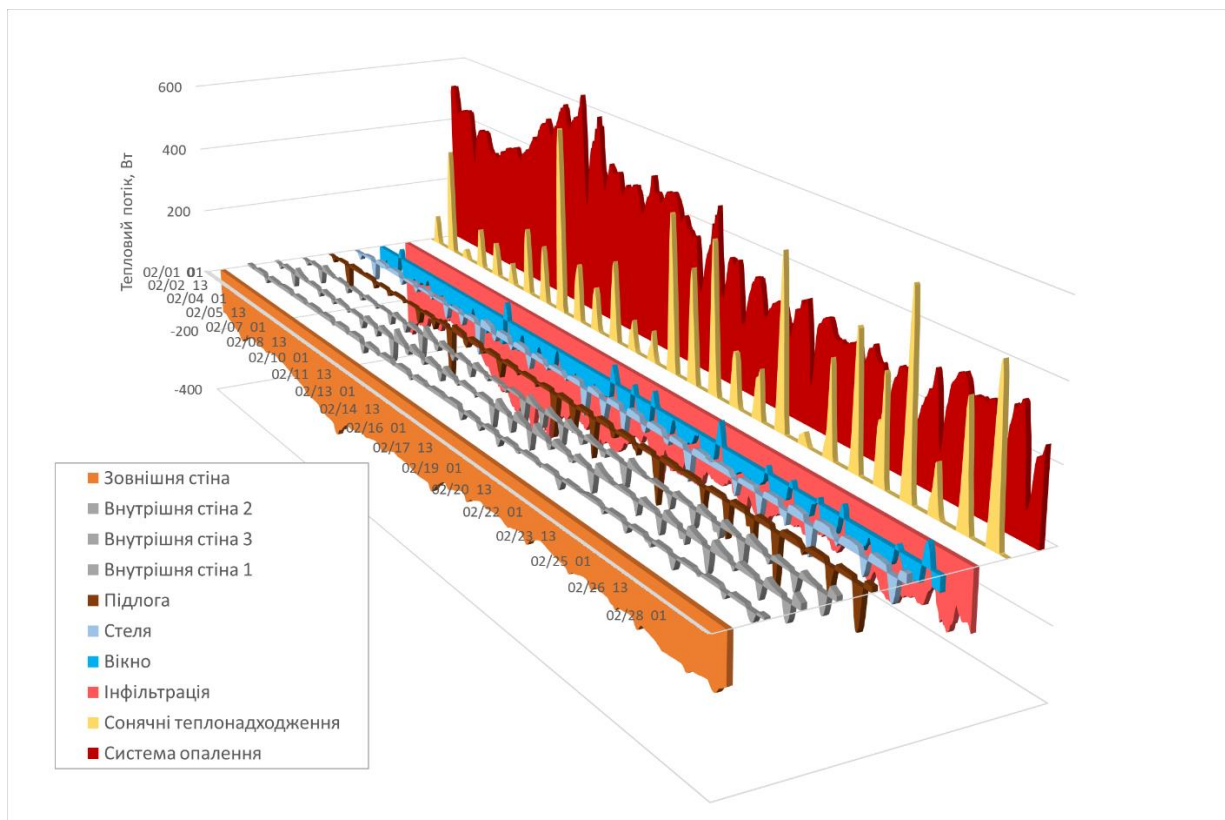 600
400
200
0
-200
-400
Тепловий потік, Вт
02/01 01
02/02 13
02/04 01
02/05 13
02/07 01
02/08 13
02/10 01
02/11 13
02/13 01
02/14 13
02/16 01
02/17 13
02/19 01
02/20 13
02/22 01
02/23 13
02/25 01
02/26 13
02/28 01
Зовнішня стіна
Внутрішня стіна 2
Внутрішня стіна 3
Внутрішня стіна 1
Підлога
Стеля
Вікно
Інфільтрація
Сонячні теплонадходження
Система опалення